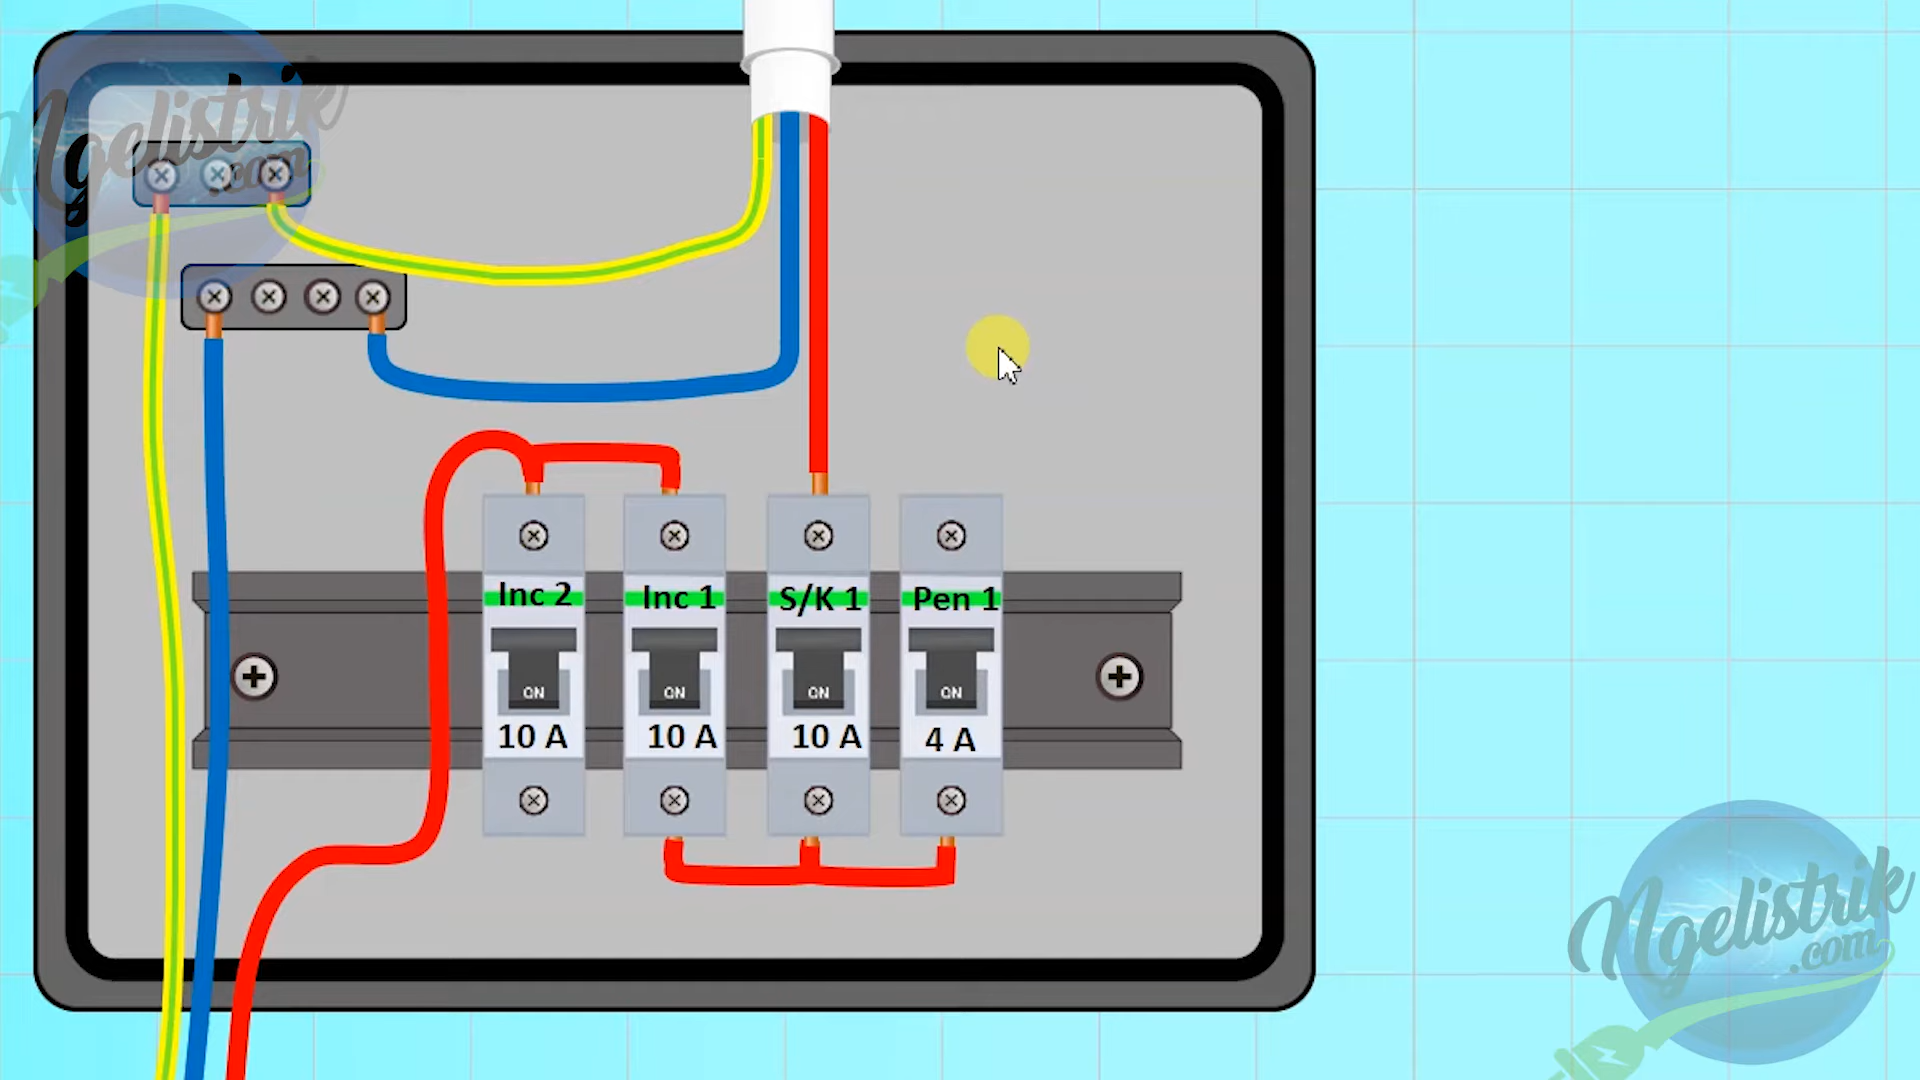 Ngelistrik
.com
Inc 2 Inc 1 S/K 1 Pen 1
ON ON ON ON
10 A 10 A 10 A 4 A
Ngelistrik
.com